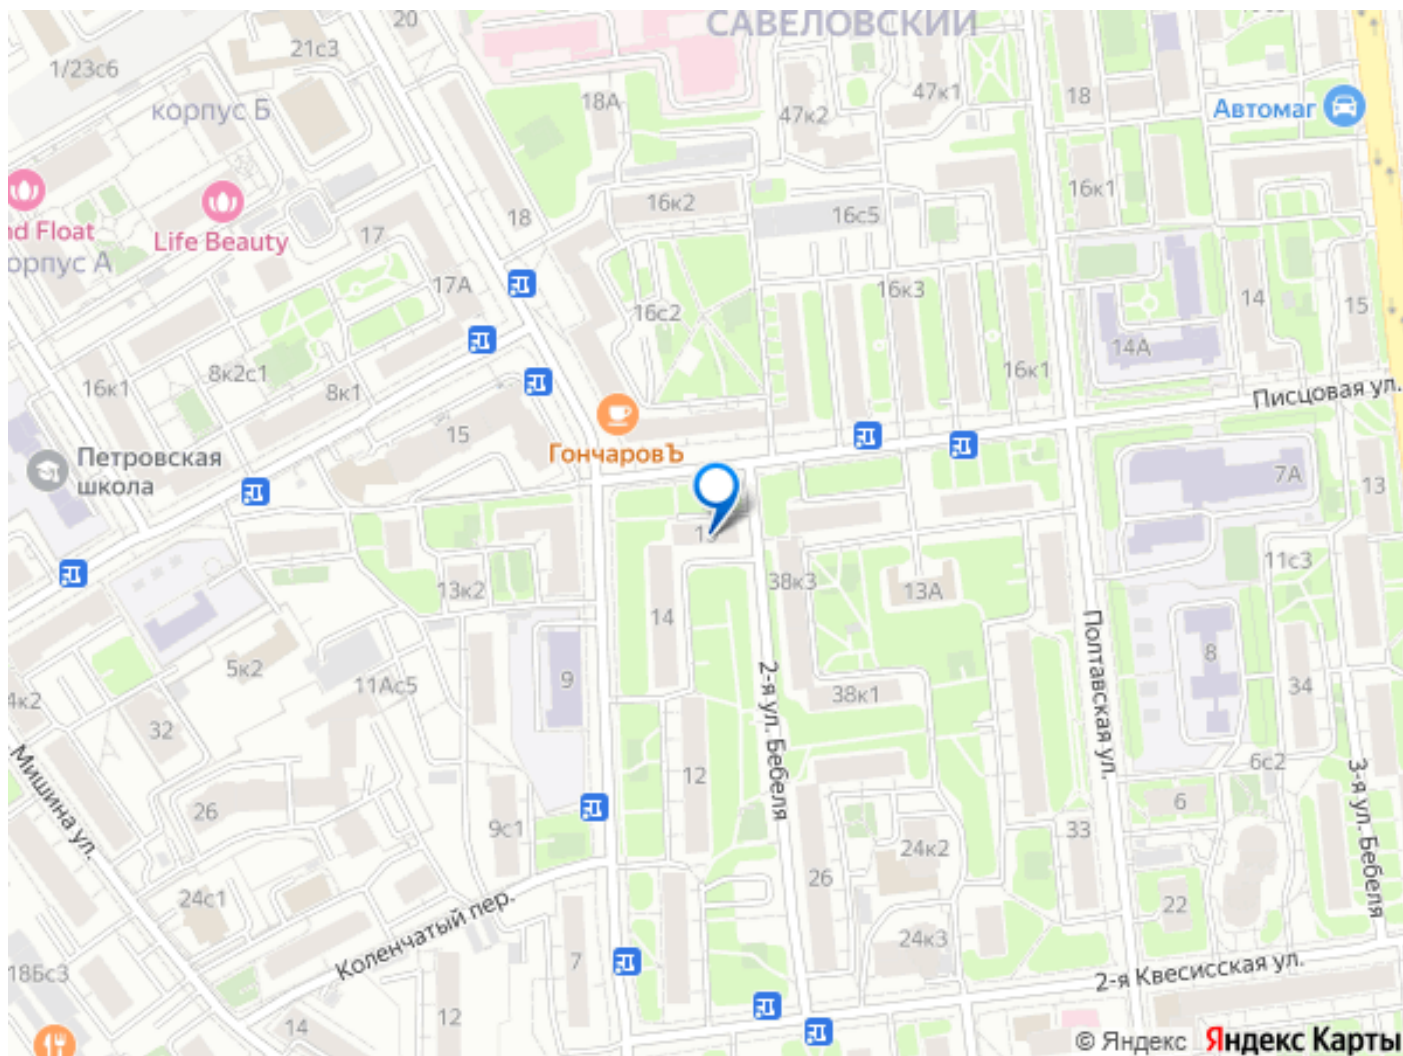 САВЕЛОВСКИЙ
20
21с3
1/23с6
корпус Б
18А
47к2
47к1
18
Автомаг
nd Float
орпус А
Life Beauty
17
18
16к2
16с5
16к1
17А
16с2
16к3
14
15
14А
16к1
8к2с1
8к1
16к1
Писцовая ул.
15
ГончаровЪ
Петровская
школа
7А
13
13к2
38к3
13А
11с3
14
5к2
11Ас5
9
8
4к2
32
38к1
34
2-я ул. Бебеля
Полтавская ул.
6с2
3-я ул. Бебеля
Мишина ул.
12
26
9с1
6
33
24к2
26
24с1
22
Коленчатый пер.
24к3
7
18Бс3
2-я Квесисская ул.
14
12
© Яндекс Яндекс Карты